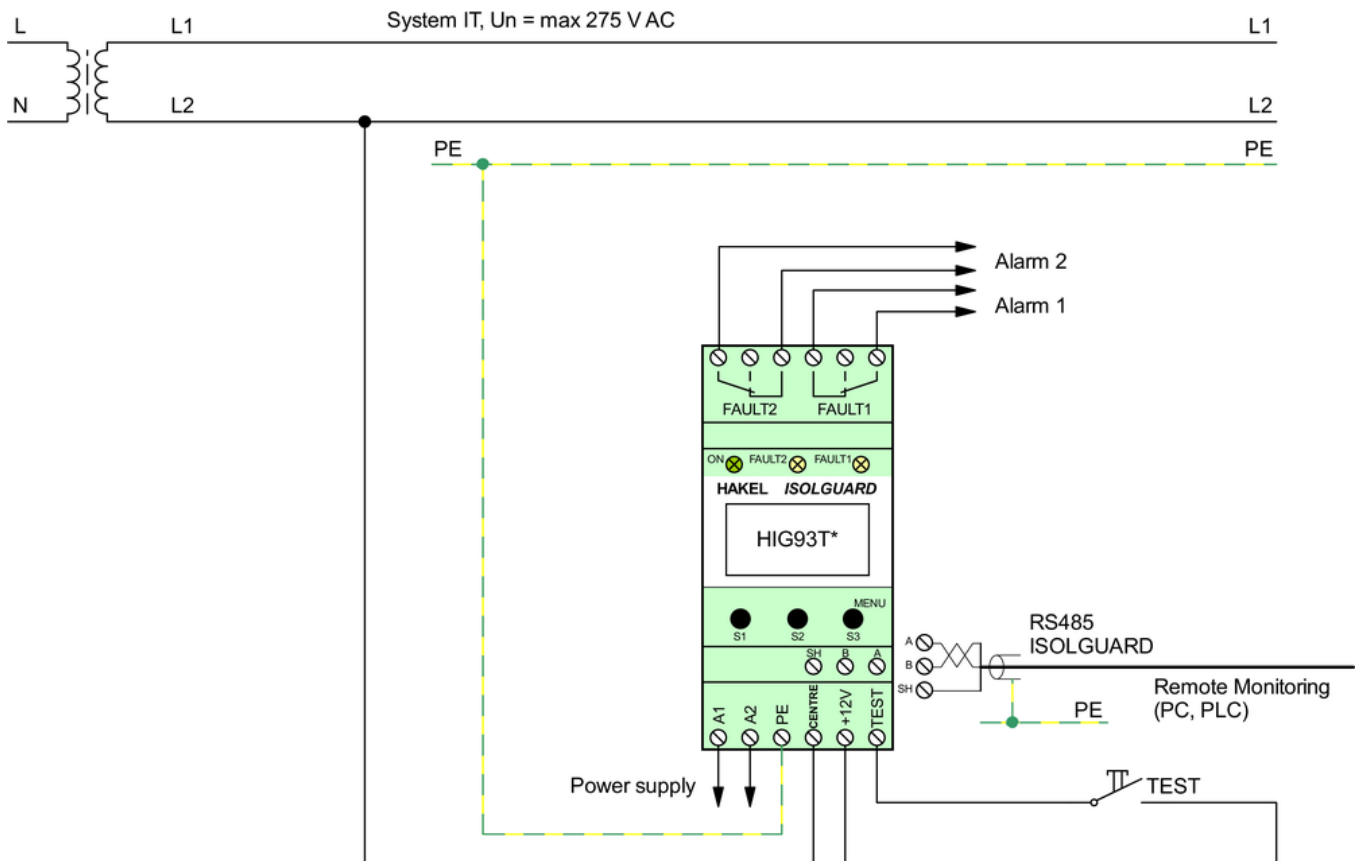 System IT, Un = max 275 V AC
L L1 L1
N L2 L2
PE PE
Alarm 2
Alarm 1
FAULT2 FAULT1
ON FAULT2 FAULT1
HAKEL ISOLGUARD
HIG93T*
MENU
S1 S2 S3
SH B A
A1 A2 PE CENTRE +12V TEST
A
B
SH
RS485
ISOLGUARD
Remote Monitoring
(PC, PLC)
PE
Power supply
TEST